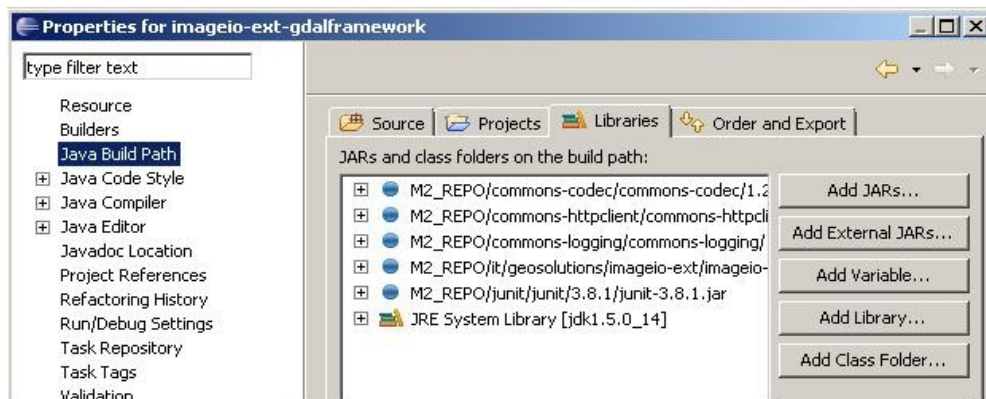 Properties for imageio-ext-gdalframework
type filter text
Resource
Builders
Java Build Path
Java Code Style
Java Compiler
Java Editor
Javadoc Location
Project References
Refactoring History
Run/Debug Settings
Task Repository
Task Tags
Validation
Source Projects Libraries Order and Export
JARs and class folders on the build path:
M2_REPO/commons-codec/commons-codec/1.2
M2_REPO/commons-httpclient/commons-httpcli
M2_REPO/commons-logging/commons-logging/
M2_REPO/it/geosolutions/imageio-ext/imageio-
M2_REPO/junit/junit/3.8.1/junit-3.8.1.jar
JRE System Library [jdk1.5.0_14]
Add JARs...
Add External JARs...
Add Variable...
Add Library...
Add Class Folder...